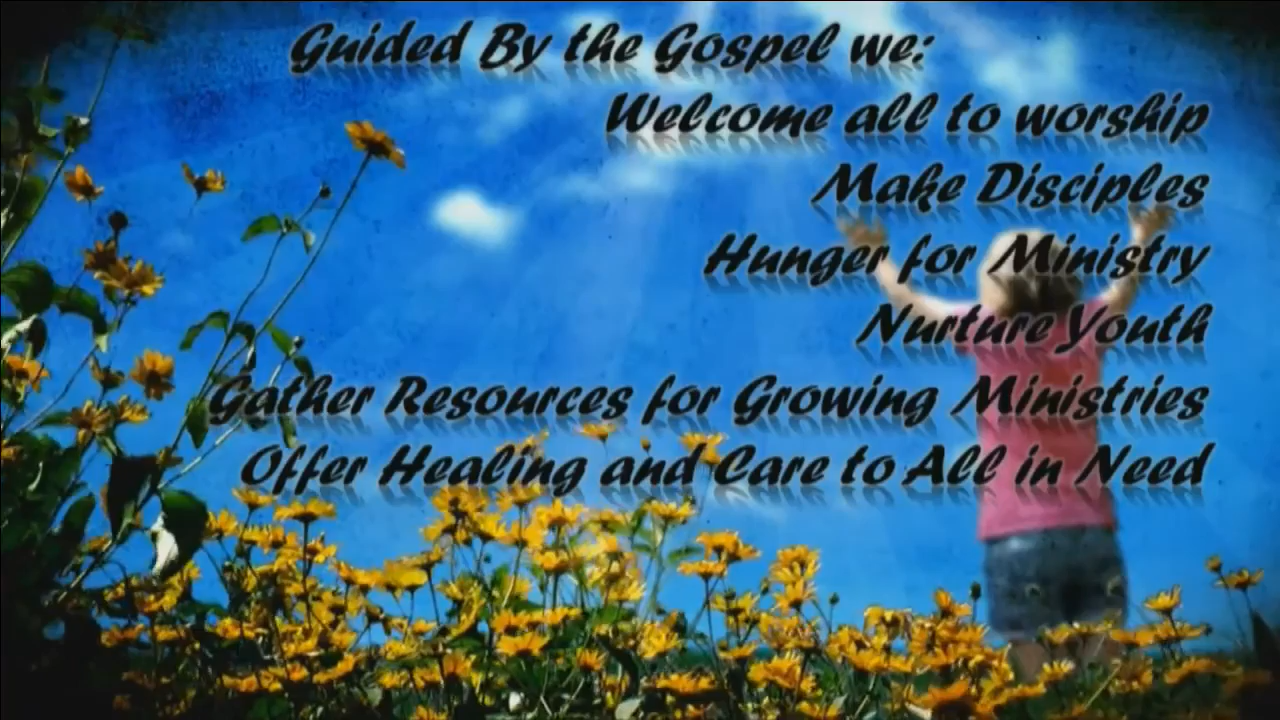 Guided By the Gospel we:
Welcome all to worship
Make Disciples
Hunger for Ministry
Nurture Youth
Gather Resources for Growing Ministries
Offer Healing and Care to All in Need